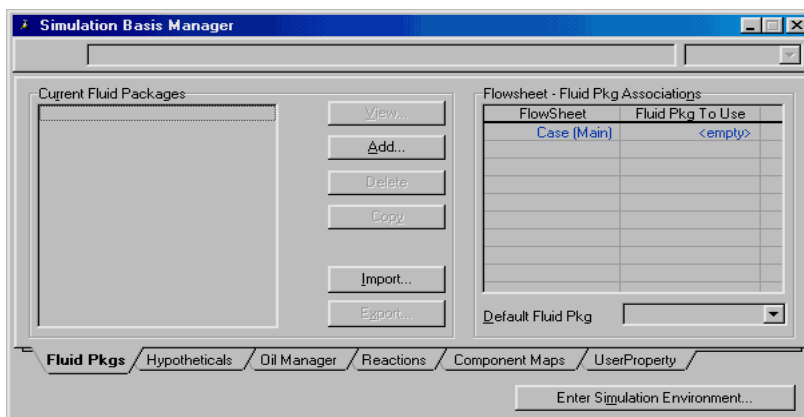 Simulation Basis Manager
Current Fluid Packages
View...
Add...
Delete
Copy
Import...
Export...
Flowsheet - Fluid Pkg Associations
FlowSheet Fluid Pkg To Use
Case (Main) <empty>
Default Fluid Pkg
Fluid Pkgs Hypotheticals Oil Manager Reactions Component Maps UserProperty
Enter Simulation Environment...